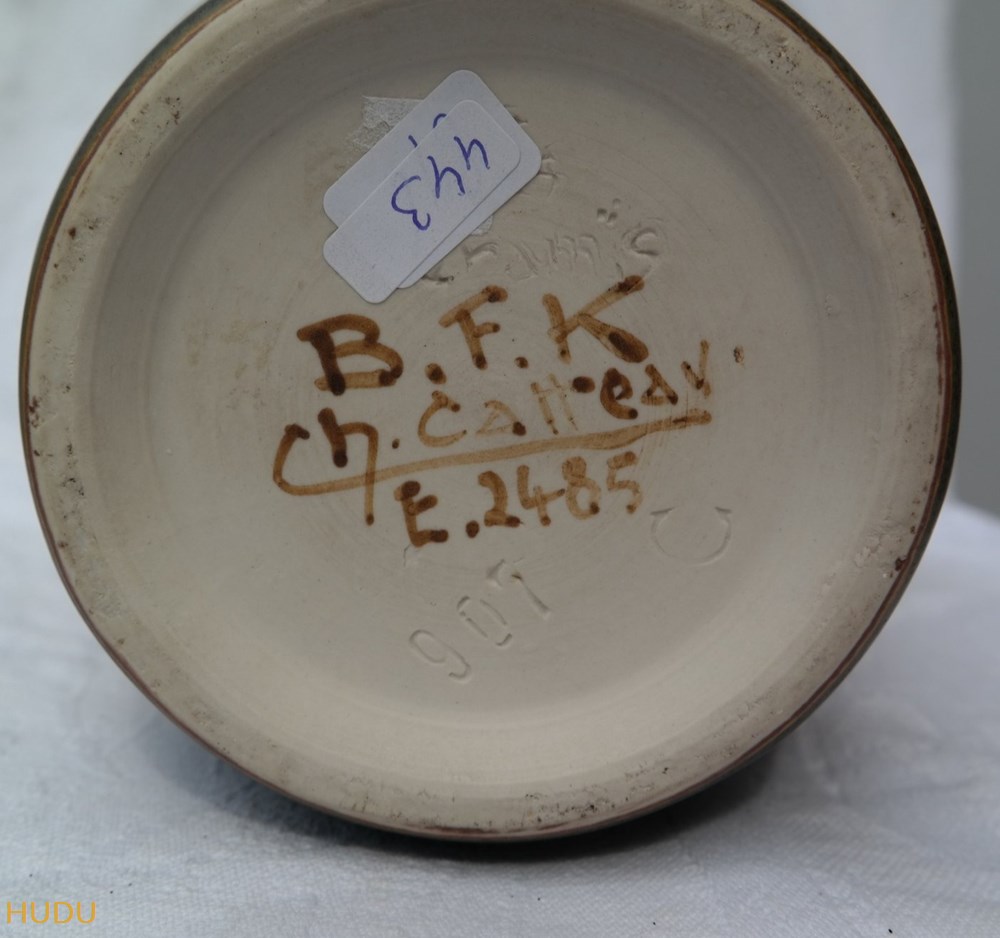 443
B.F.K
Ch. Catteau
E.2485
907 C
HUDU